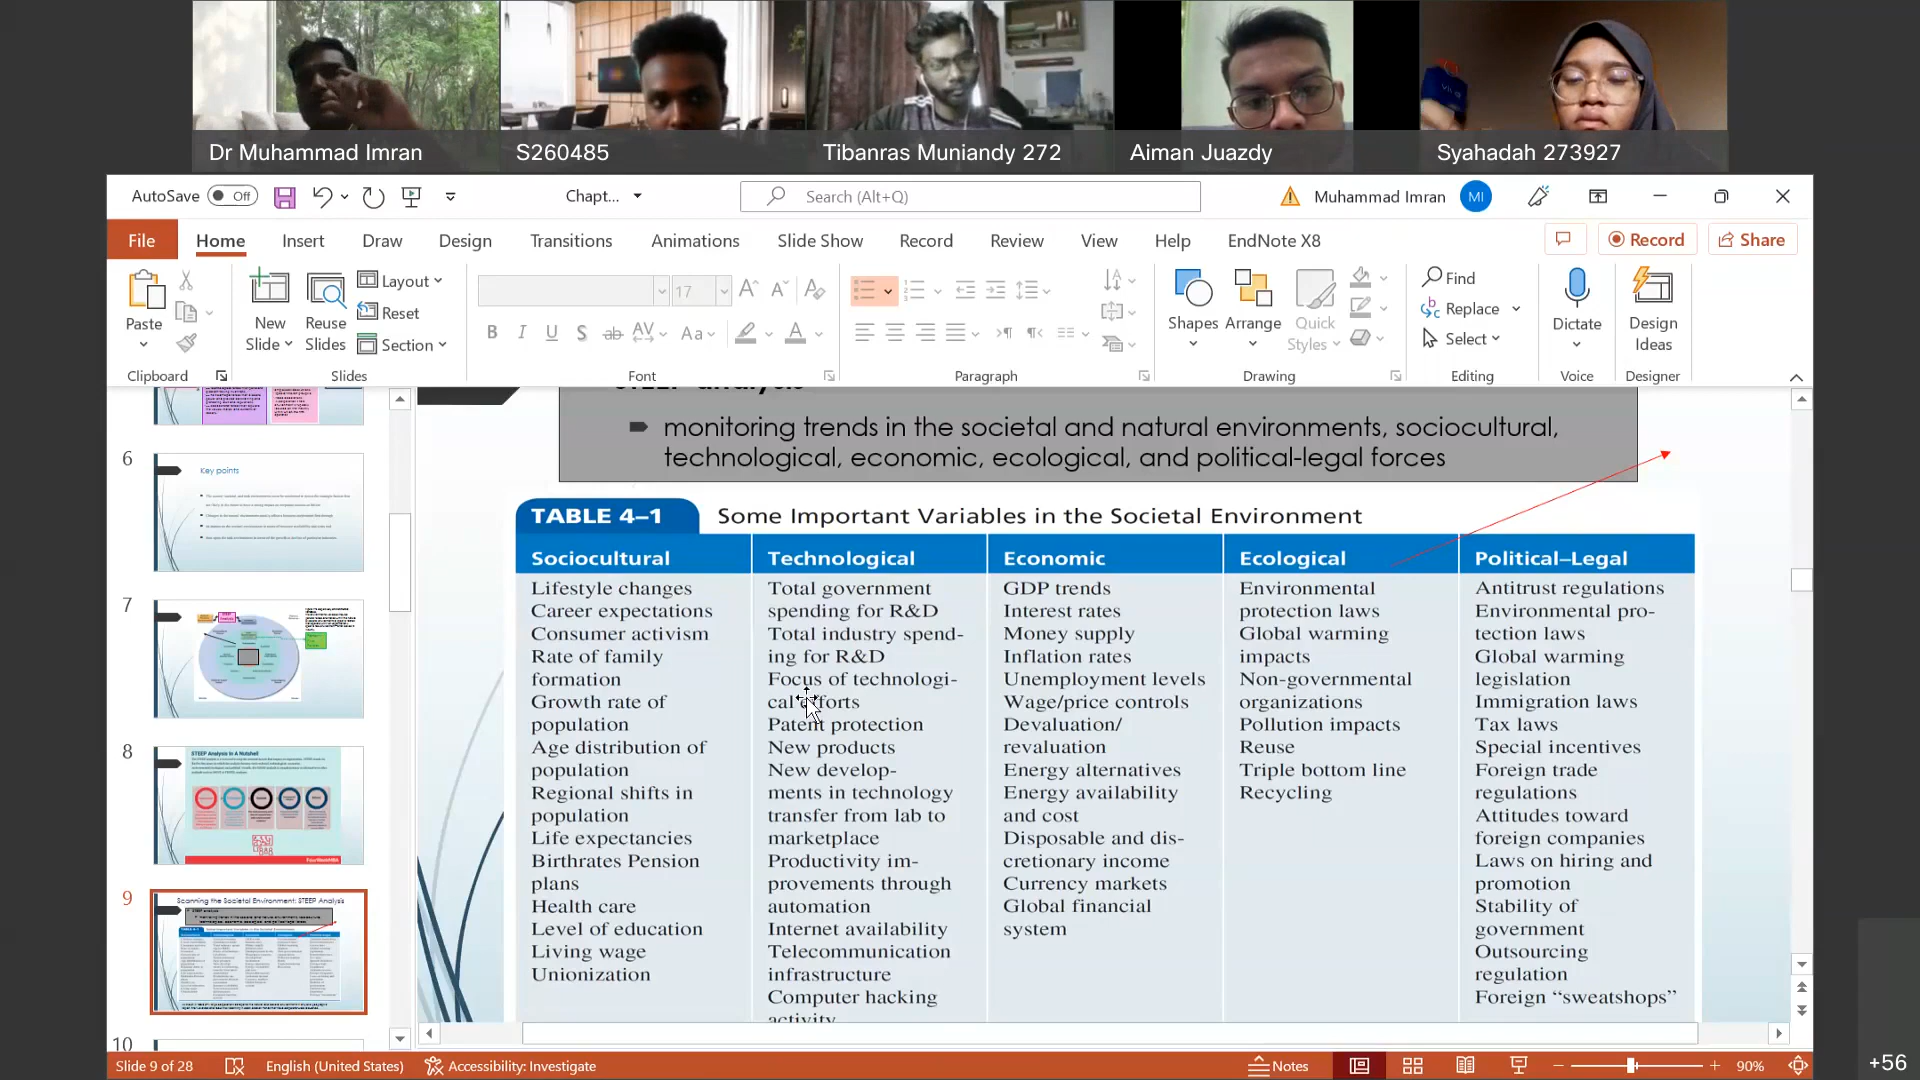 Dr Muhammad Imran
S260485
Tibanras Muniandy 272
Aiman Juazdy
Syahadah 273927
AutoSave Off
Chapt...
Search (Alt+Q)
Muhammad Imran MI
File Home Insert Draw Design Transitions Animations Slide Show Record Review View Help EndNote X8
Record
Share
Paste
New Slide
Reuse Slides
Layout
Reset
Section
17
Shapes
Arrange
Quick Styles
Find
Replace
Select
Dictate
Design Ideas
Clipboard
Slides
Font
Paragraph
Drawing
Editing
Voice
Designer
6
Key points
7
8
STEEP Analysis In A Nutshell
9
Scanning the Societal Environment: STEEP Analysis
10
monitoring trends in the societal and natural environments, sociocultural,
technological, economic, ecological, and political-legal forces
TABLE 4–1 Some Important Variables in the Societal Environment
Sociocultural
Lifestyle changes
Career expectations
Consumer activism
Rate of family
formation
Growth rate of
population
Age distribution of
population
Regional shifts in
population
Life expectancies
Birthrates Pension
plans
Health care
Level of education
Living wage
Unionization
Technological
Total government
spending for R&D
Total industry spend-
ing for R&D
Focus of technologi-
cal efforts
Patent protection
New products
New develop-
ments in technology
transfer from lab to
marketplace
Productivity im-
provements through
automation
Internet availability
Telecommunication
infrastructure
Computer hacking
activity
Economic
GDP trends
Interest rates
Money supply
Inflation rates
Unemployment levels
Wage/price controls
Devaluation/
revaluation
Energy alternatives
Energy availability
and cost
Disposable and dis-
cretionary income
Currency markets
Global financial
system
Ecological
Environmental
protection laws
Global warming
impacts
Non-governmental
organizations
Pollution impacts
Reuse
Triple bottom line
Recycling
Political–Legal
Antitrust regulations
Environmental pro-
tection laws
Global warming
legislation
Immigration laws
Tax laws
Special incentives
Foreign trade
regulations
Attitudes toward
foreign companies
Laws on hiring and
promotion
Stability of
government
Outsourcing
regulation
Foreign “sweatshops”
Slide 9 of 28
English (United States)
Accessibility: Investigate
Notes
90%
+56